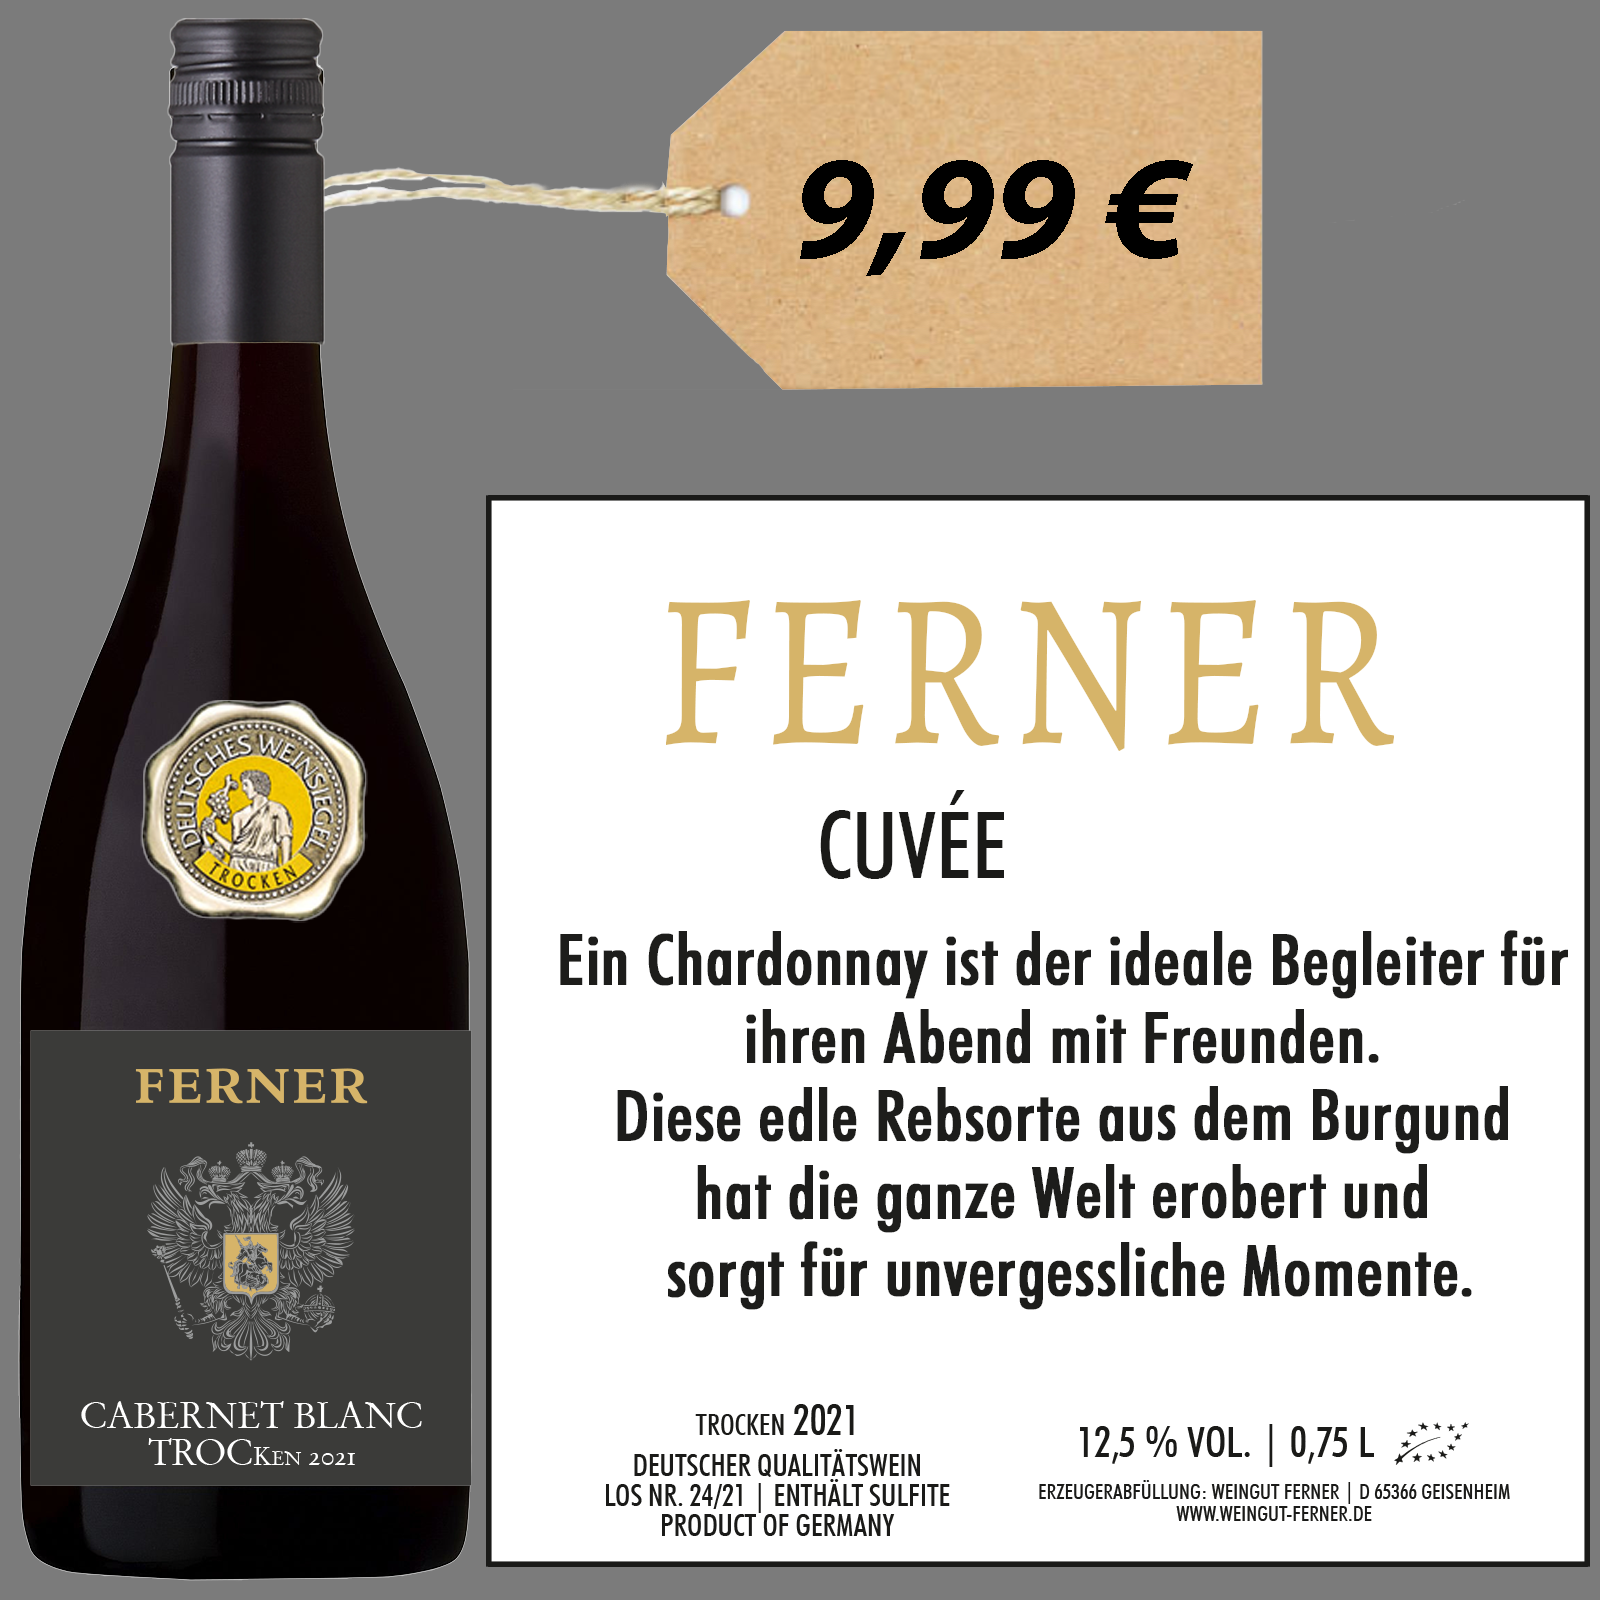 9,99 €
DEUTSCHES WEINSIEGEL
TROCKEN
FERNER
CABERNET BLANC
TROCKEN 2021
FERNER
CUVÉE
Ein Chardonnay ist der ideale Begleiter für
ihren Abend mit Freunden.
Diese edle Rebsorte aus dem Burgund
hat die ganze Welt erobert und
sorgt für unvergessliche Momente.
TROCKEN 2021
DEUTSCHER QUALITÄTSWEIN
LOS NR. 24/21 | ENTHÄLT SULFITE
PRODUCT OF GERMANY
12,5 % VOL. | 0,75 L
ERZEUGERABFÜLLUNG: WEINGUT FERNER | D 65366 GEISENHEIM
WWW.WEINGUT-FERNER.DE